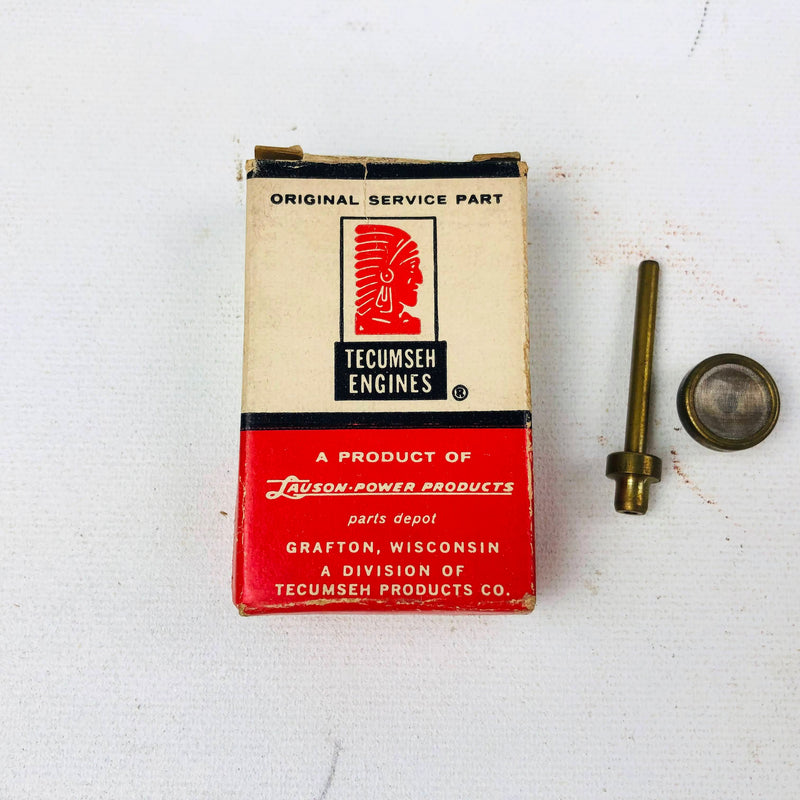 ORIGINAL SERVICE PART
TECUMSEH
ENGINES
®
A PRODUCT OF
LAUSON-POWER PRODUCTS
parts depot
GRAFTON, WISCONSIN
A DIVISION OF
TECUMSEH PRODUCTS CO.